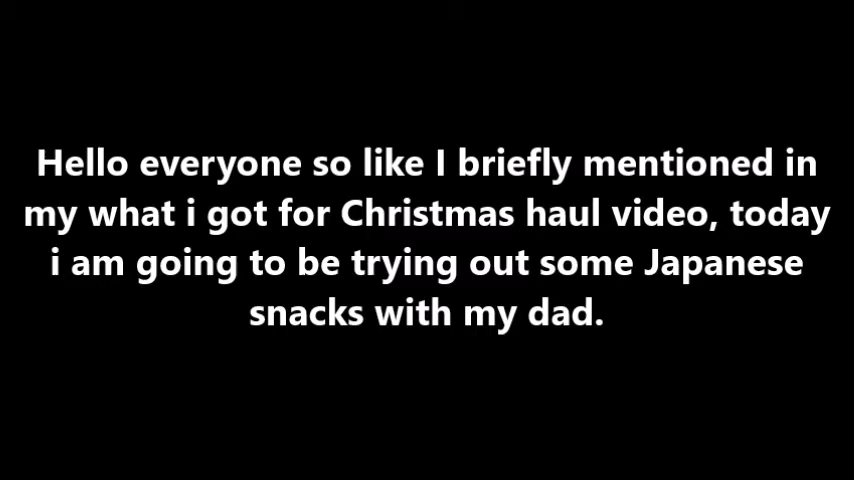 Hello everyone so like I briefly mentioned in
my what i got for Christmas haul video, today
i am going to be trying out some Japanese
snacks with my dad.